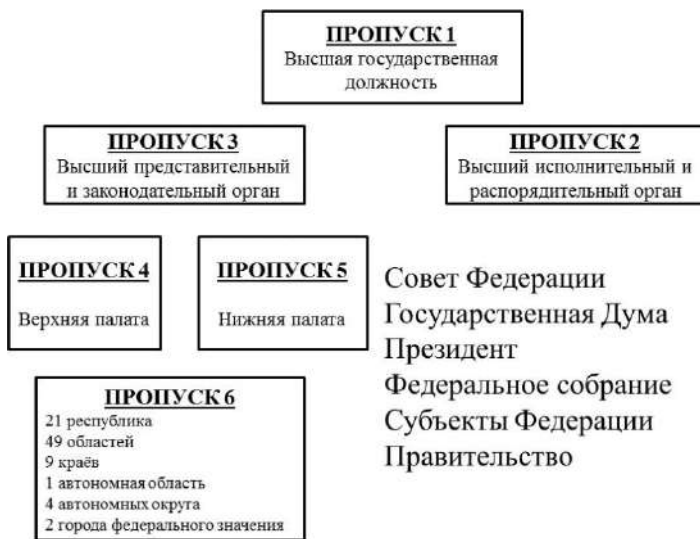 ПРОПУСК 1
Высшая государственная
должность
ПРОПУСК 3
Высший представительный
и законодательный орган
ПРОПУСК 2
Высший исполнительный и
распорядительный орган
ПРОПУСК 4
Верхняя палата
ПРОПУСК 5
Нижняя палата
ПРОПУСК 6
21 республика
49 областей
9 краёв
1 автономная область
4 автономных округа
2 города федерального значения
Совет Федерации
Государственная Дума
Президент
Федеральное собрание
Субъекты Федерации
Правительство